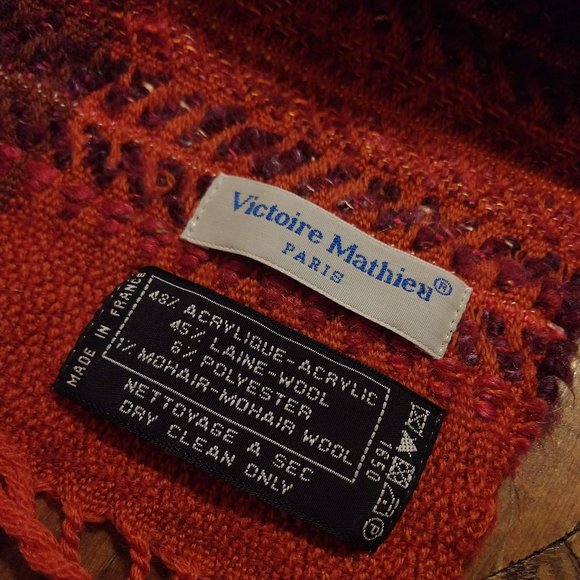 Victoire Mathieu®
PARIS
MADE IN FRANCE
48% ACRYLIQUE-ACRYLIC
45% LAINE-WOOL
6% POLYESTER
1% MOHAIR-MOHAIR WOOL
NETTOYAGE A SEC
DRY CLEAN ONLY
1650
P